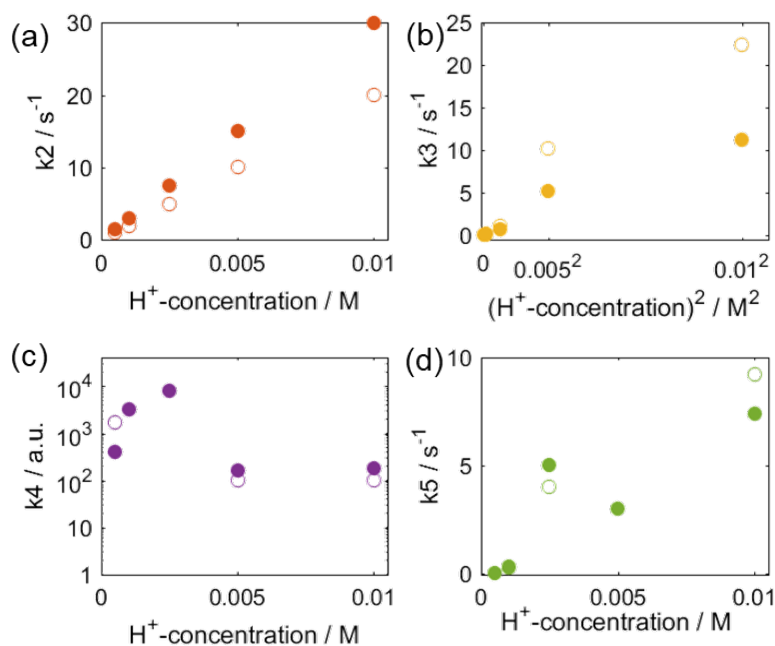 (a)
30
20
10
0
k2 / s⁻¹
0 0.005 0.01
H⁺-concentration / M
(b)
25
20
15
10
5
0
k3 / s⁻¹
0 0.005² 0.01²
(H⁺-concentration)² / M²
(c)
10⁴
10³
10²
10¹
1
k4 / a.u.
0 0.005 0.01
H⁺-concentration / M
(d)
10
5
0
k5 / s⁻¹
0 0.005 0.01
H⁺-concentration / M